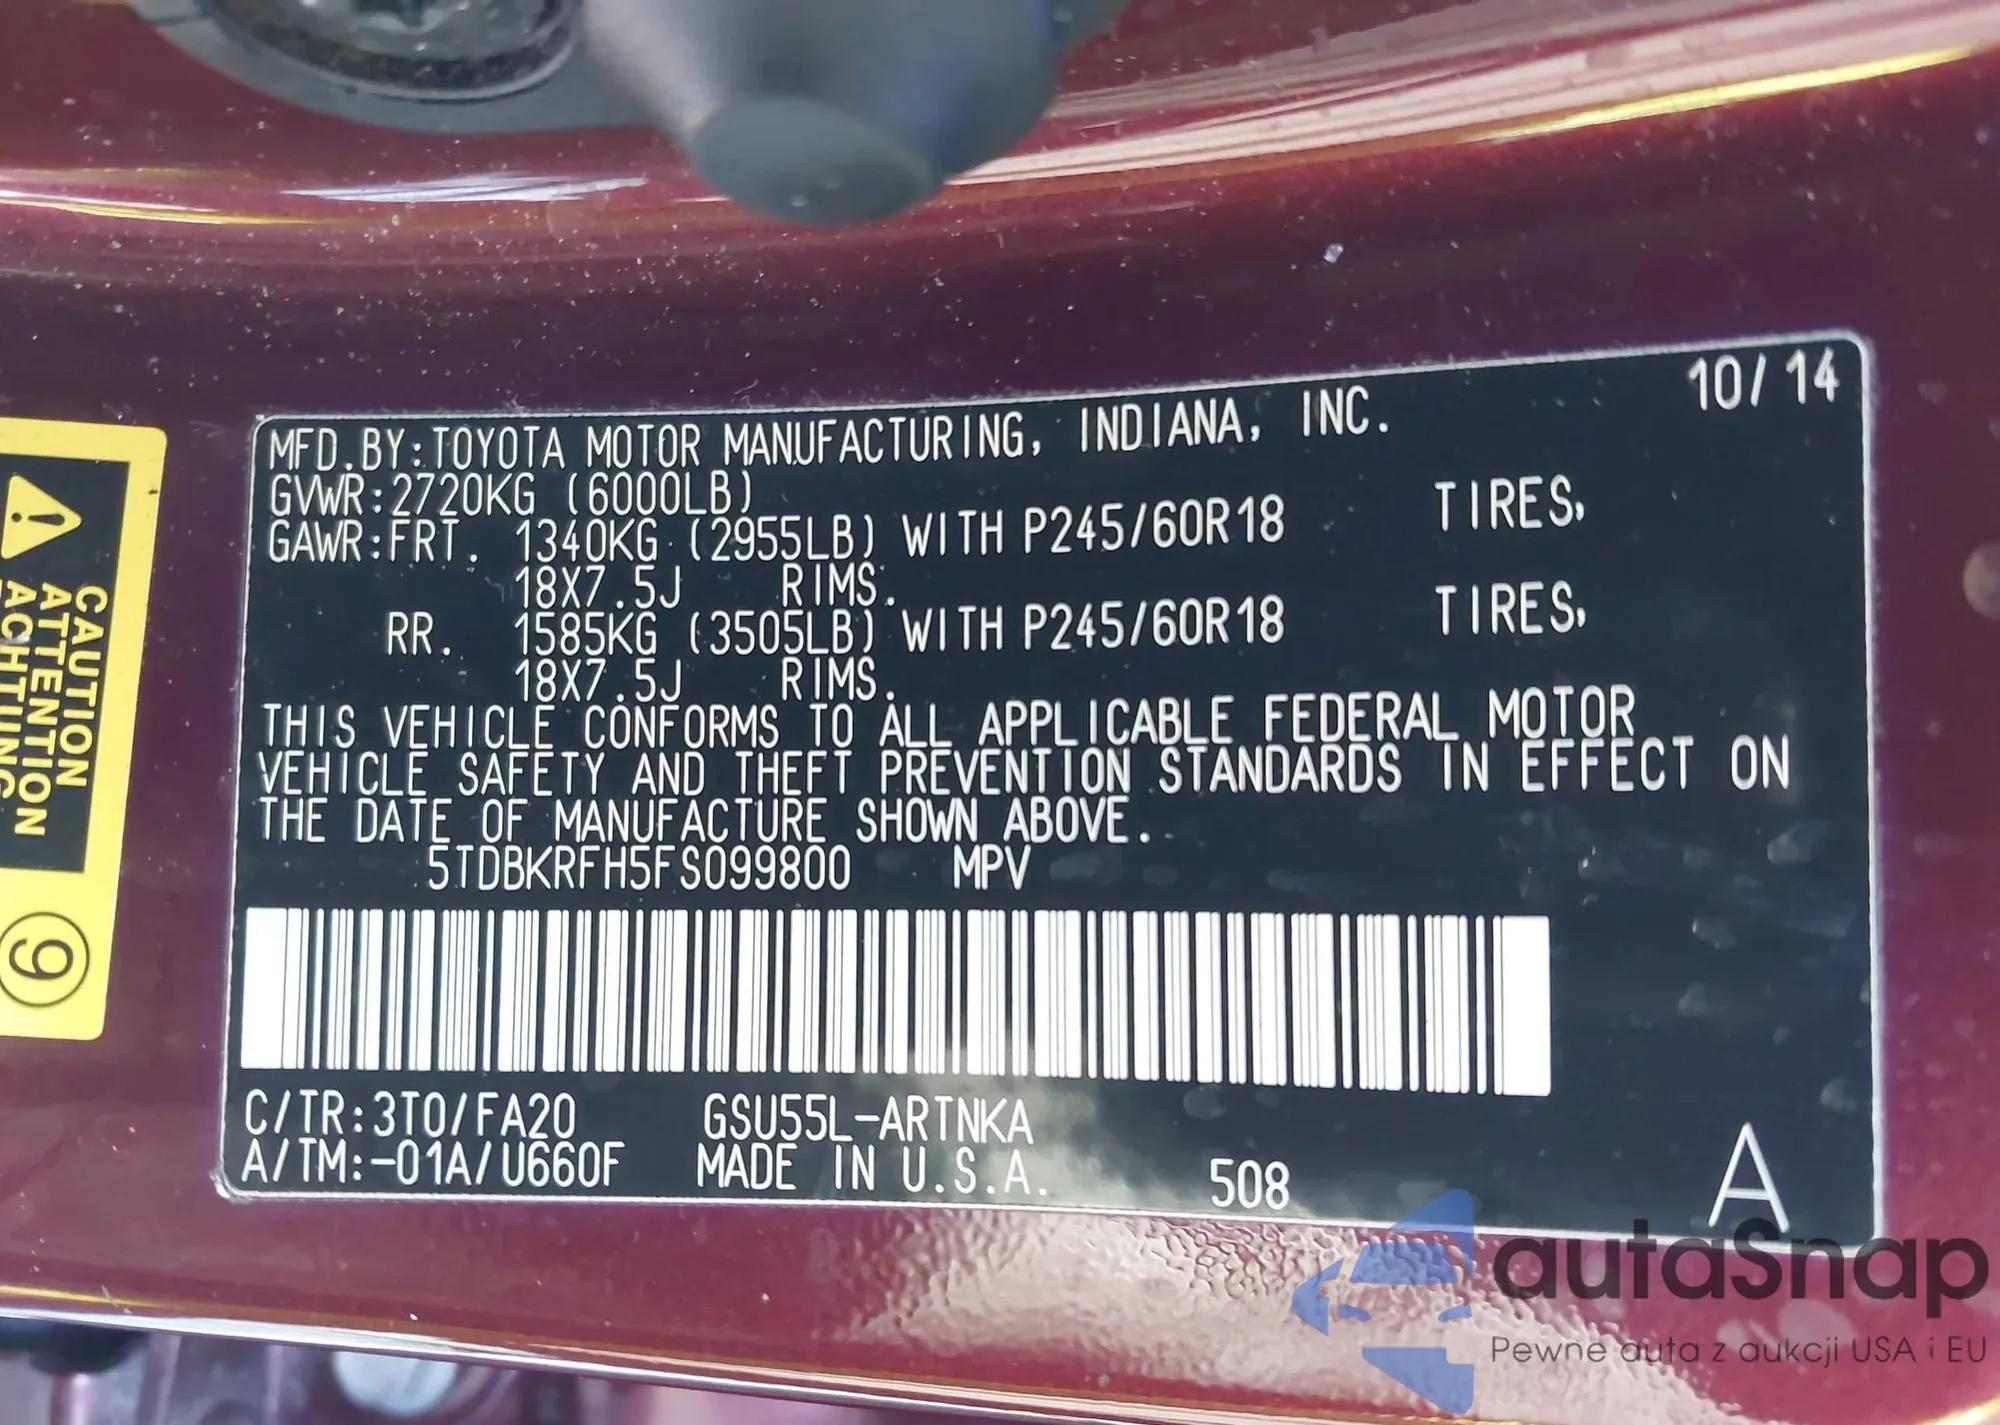 10/14
MFD.BY:TOYOTA MOTOR MANUFACTURING, INDIANA, INC.
GVWR:2720KG (6000LB)
GAWR:FRT. 1340KG (2955LB) WITH P245/60R18 TIRES,
18X7.5J RIMS.
RR. 1585KG (3505LB) WITH P245/60R18 TIRES,
18X7.5J RIMS.
THIS VEHICLE CONFORMS TO ALL APPLICABLE FEDERAL MOTOR
VEHICLE SAFETY AND THEFT PREVENTION STANDARDS IN EFFECT ON
THE DATE OF MANUFACTURE SHOWN ABOVE.
5TDBKRFH5FS099800 MPV
C/TR:3T0/FA20 GSU55L-ARTNKA
A/TM:-01A/U660F MADE IN U.S.A. 508 A
CAUTION
ATTENTION
ACHTUNG
9
autaSnap
Pewne auta z aukcji USA i EU